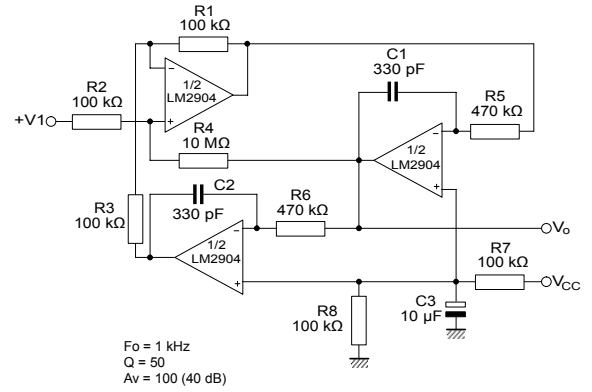 R1
100 kΩ
C1
330 pF
R2
100 kΩ
R5
470 kΩ
1/2
LM2904
+V1
R4
10 MΩ
1/2
LM2904
C2
330 pF
R6
470 kΩ
R3
100 kΩ
1/2
LM2904
Vo
R7
100 kΩ
VCC
R8
100 kΩ
C3
10 µF
Fo = 1 kHz
Q = 50
Av = 100 (40 dB)